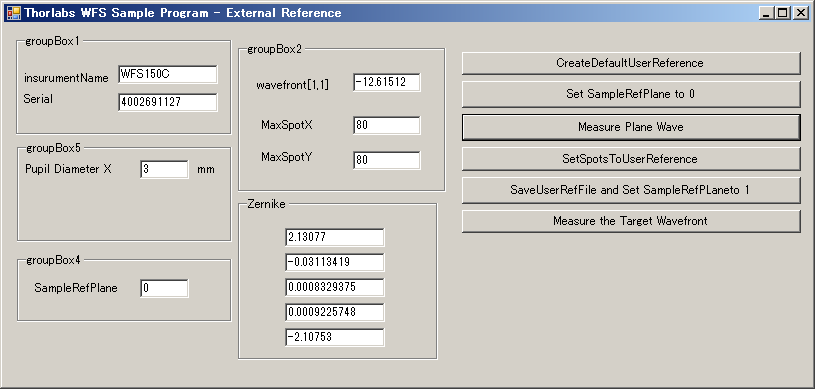 Thorlabs WFS Sample Program - External Reference
groupBox1
insurumentName WFS150C
Serial 4002691127
groupBox5
Pupil Diameter X 3 mm
groupBox4
SampleRefPlane 0
groupBox2
wavefront[1,1] -12.61512
MaxSpotX 80
MaxSpotY 80
Zernike
2.13077
-0.03113419
0.0008329375
0.0009225748
-2.10753
CreateDefaultUserReference
Set SampleRefPlane to 0
Measure Plane Wave
SetSpotsToUserReference
SaveUserRefFile and Set SampleRefPLaneto 1
Measure the Target Wavefront